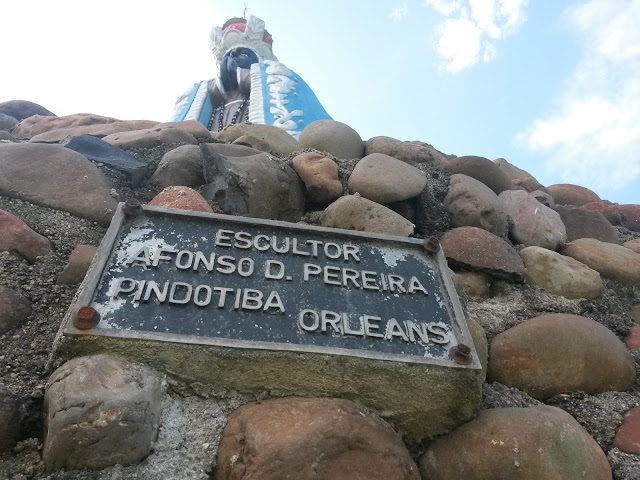 ESCULTOR
AFONSO D. PEREIRA
PINDOTIBA ORLEANS